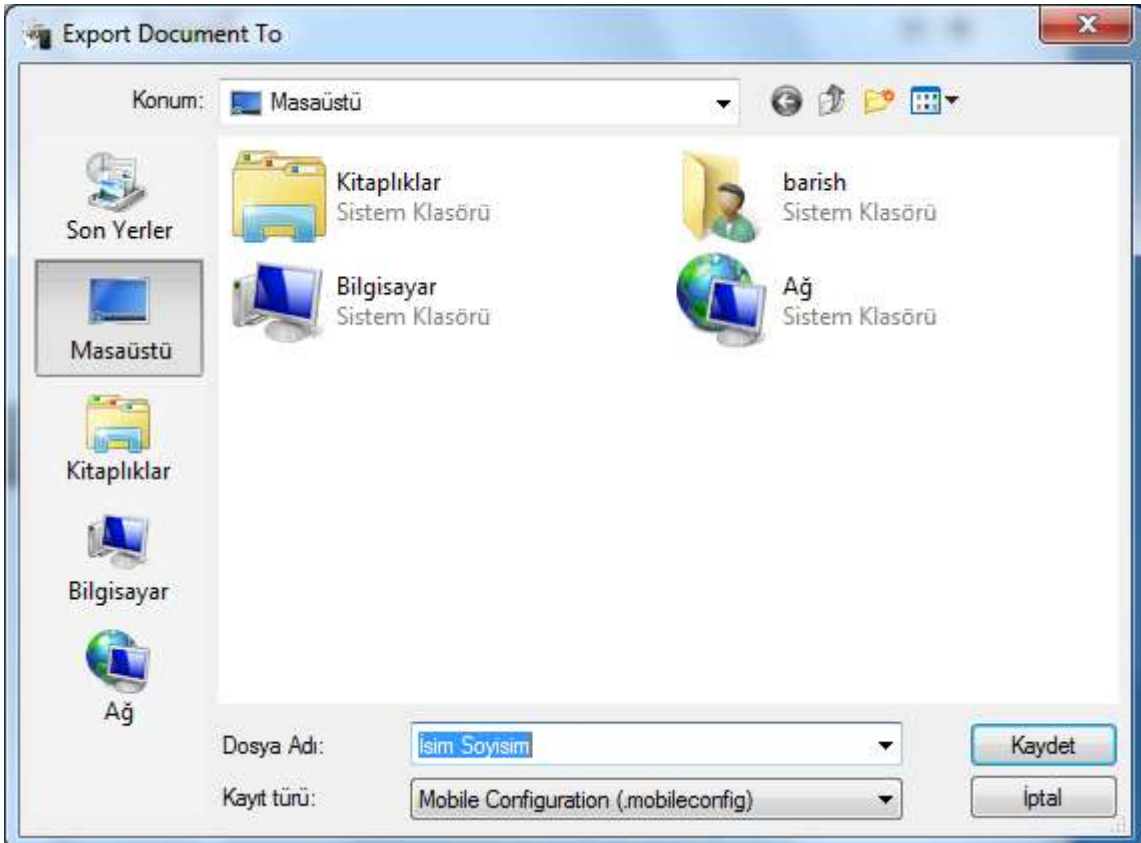 Export Document To
Konum: Masaüstü
Son Yerler
Masaüstü
Kitaplıklar
Bilgisayar
Ağ
Kitaplıklar
Sistem Klasörü
barish
Sistem Klasörü
Bilgisayar
Sistem Klasörü
Ağ
Sistem Klasörü
Dosya Adı: İsim Soyisim Kaydet
Kayıt türü: Mobile Configuration (.mobileconfig) İptal